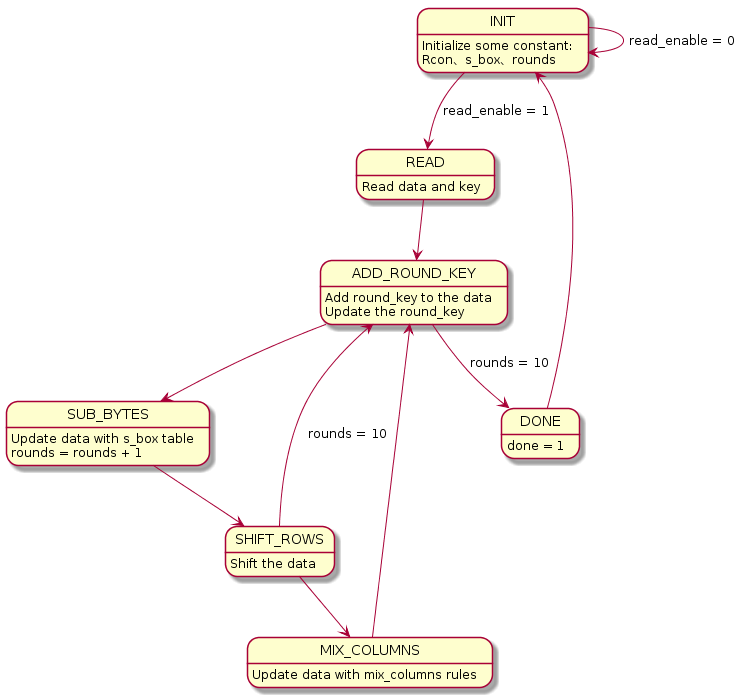 INIT
Initialize some constant:
Rcon、s_box、rounds
read_enable = 0
read_enable = 1
READ
Read data and key
ADD_ROUND_KEY
Add round_key to the data
Update the round_key
rounds = 10
SUB_BYTES
Update data with s_box table
rounds = rounds + 1
DONE
done = 1
rounds = 10
SHIFT_ROWS
Shift the data
MIX_COLUMNS
Update data with mix_columns rules